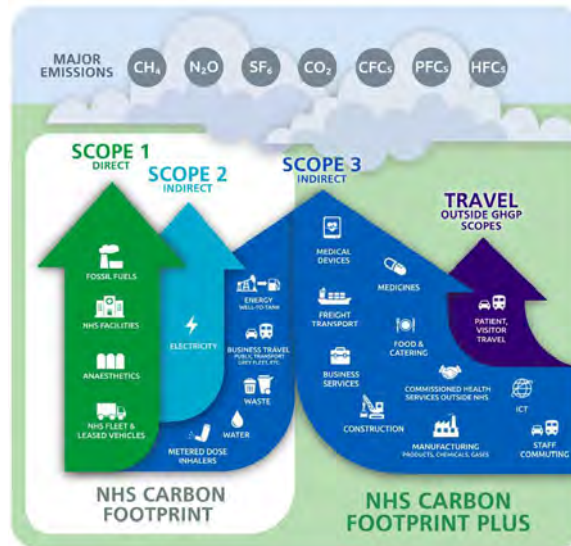 MAJOR
EMISSIONS
CH₄
N₂O
SF₆
CO₂
CFCs
PFCs
HFCs
SCOPE 1
DIRECT
SCOPE 2
INDIRECT
SCOPE 3
INDIRECT
TRAVEL
OUTSIDE GHGP
SCOPES
FOSSIL FUELS
NHS FACILITIES
ANAESTHETICS
NHS FLEET &
LEASED VEHICLES
ELECTRICITY
ENERGY
WELL-TO-TANK
BUSINESS TRAVEL
PUBLIC TRANSPORT
GREY FLEET, ETC.
WASTE
WATER
METERED DOSE
INHALERS
MEDICAL
DEVICES
MEDICINES
FREIGHT
TRANSPORT
FOOD &
CATERING
BUSINESS
SERVICES
COMMISSIONED HEALTH
SERVICES OUTSIDE NHS
CONSTRUCTION
MANUFACTURING
PRODUCTS, CHEMICALS, GASES
PATIENT,
VISITOR
TRAVEL
ICT
STAFF
COMMUTING
NHS CARBON
FOOTPRINT
NHS CARBON
FOOTPRINT PLUS